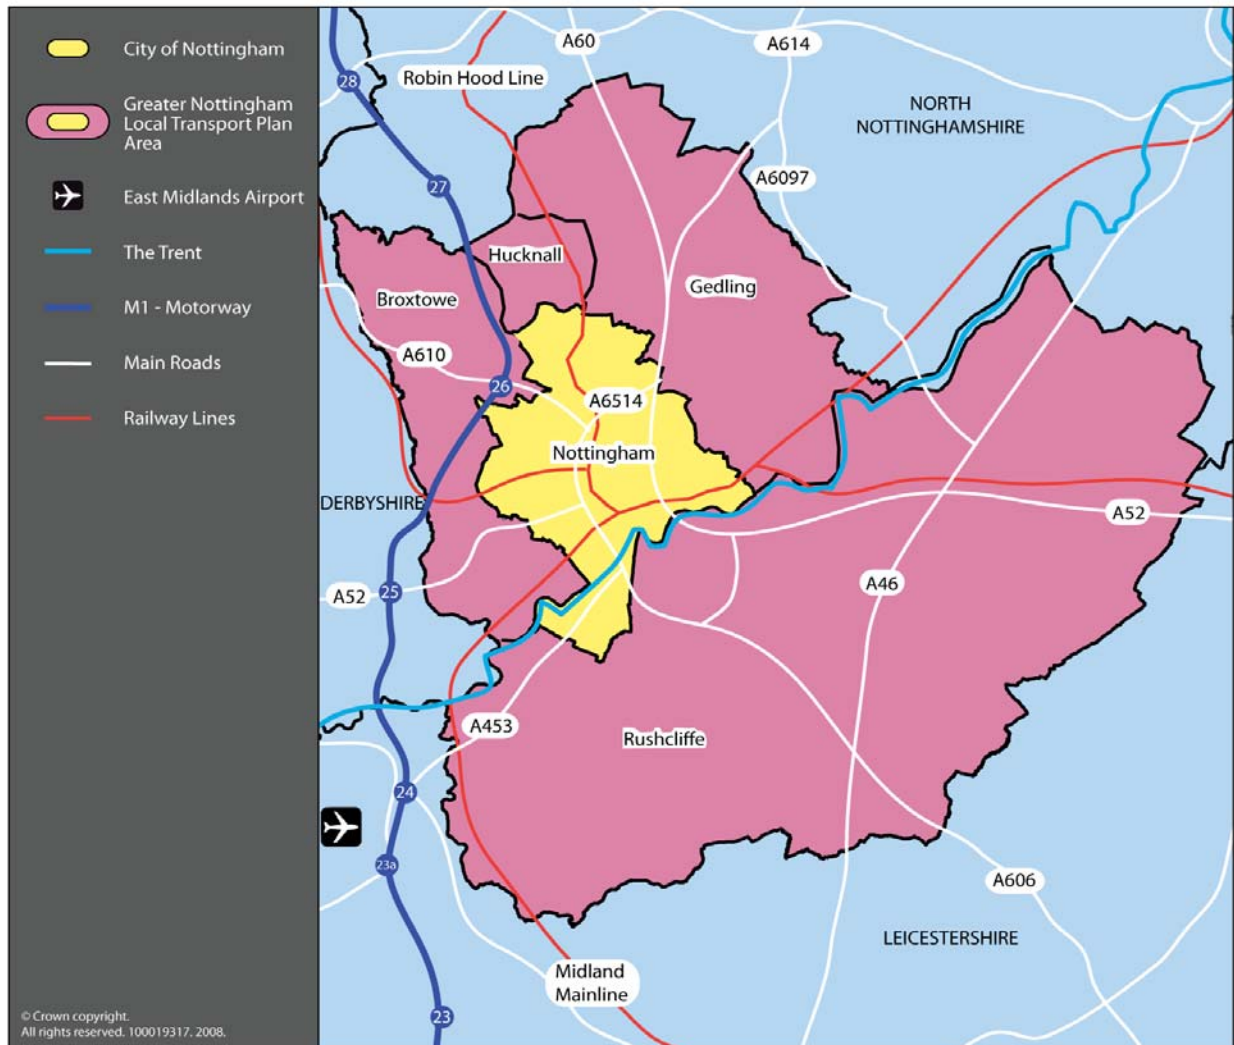 City of Nottingham
Greater Nottingham
Local Transport Plan
Area
East Midlands Airport
The Trent
M1 - Motorway
Main Roads
Railway Lines
© Crown copyright.
All rights reserved. 100019317. 2008.
A60
A614
28
Robin Hood Line
NORTH
NOTTINGHAMSHIRE
27
A6097
Hucknall
Gedling
Broxtowe
A610
26
A6514
Nottingham
DERBYSHIRE
A52
A52
25
A46
A453
Rushcliffe
24
23a
A606
LEICESTERSHIRE
Midland
Mainline
23